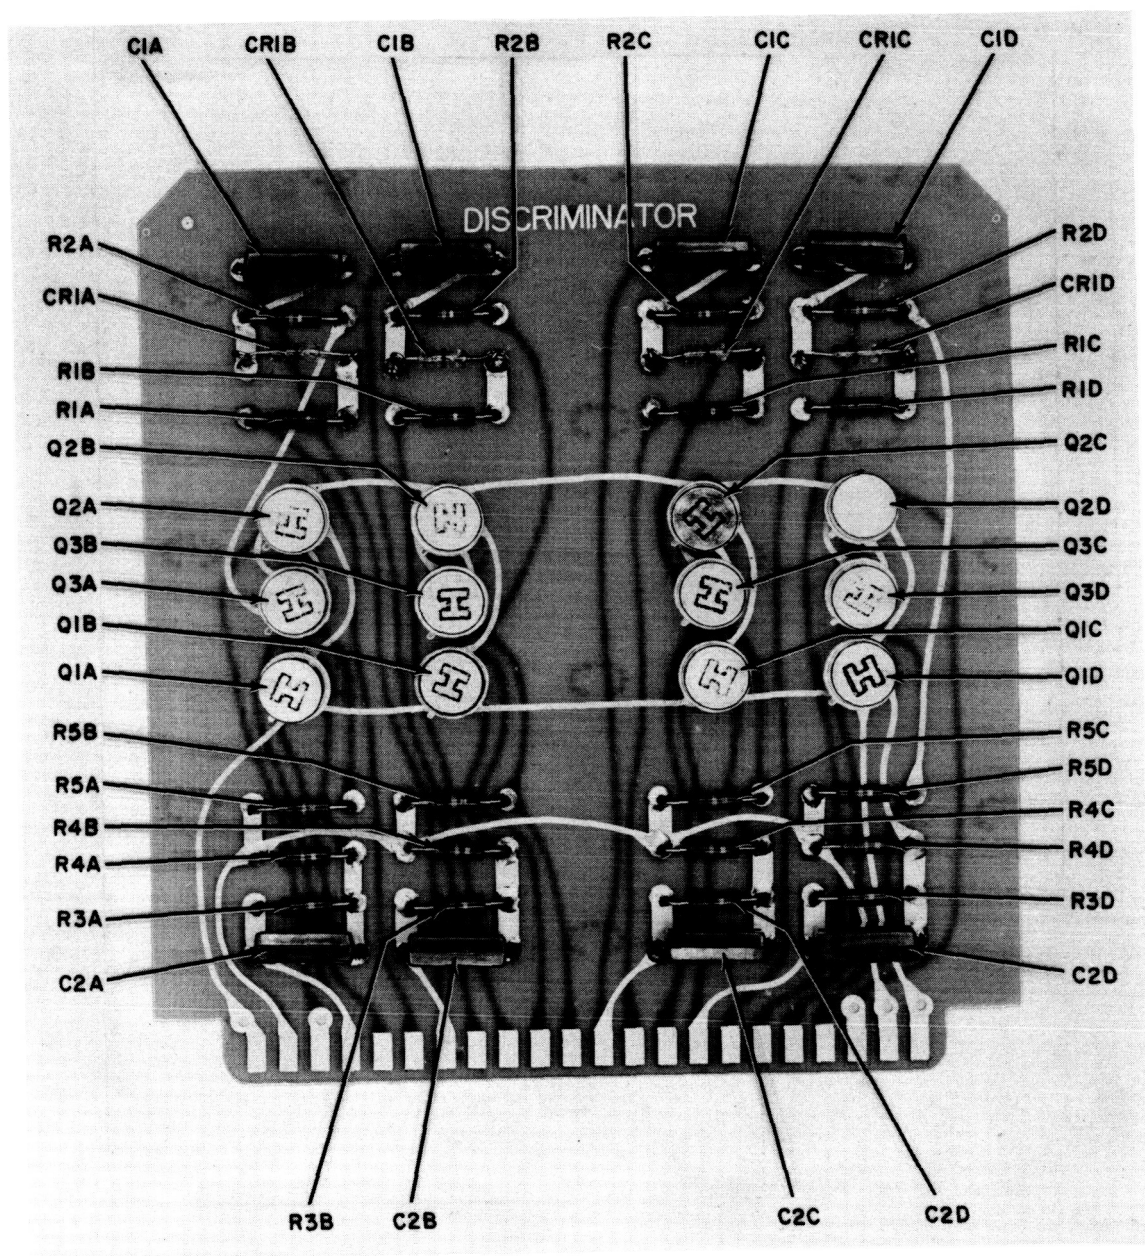 C1A CR1B C1B R2B R2C C1C CR1C C1D
DISCRIMINATOR
R2A
CR1A
R1B
R1A
Q2B
Q2A
Q3B
Q3A
Q1B
Q1A
R5B
R5A
R4B
R4A
R3A
C2A
R2D
CR1D
R1C
R1D
Q2C
Q2D
Q3C
Q3D
Q1C
Q1D
R5C
R5D
R4C
R4D
R3D
C2D
H
H
H
H
H
H
H
H
H
H
H
R3B C2B C2C C2D